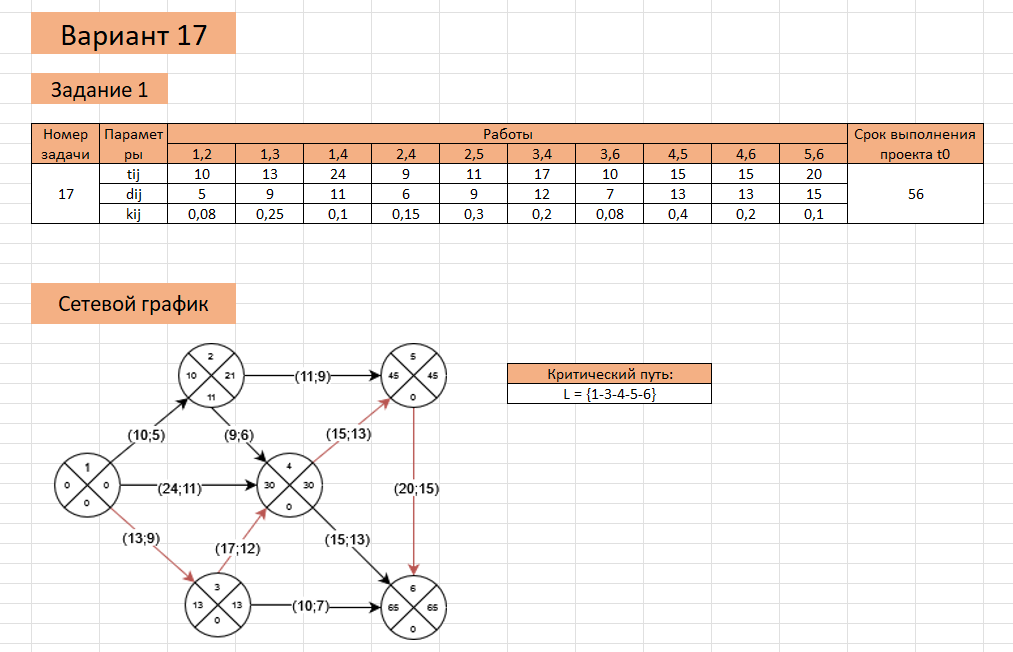 Вариант 17
Задание 1
Номер задачи Параметры Работы Срок выполнения проекта t0
1,2 1,3 1,4 2,4 2,5 3,4 3,6 4,5 4,6 5,6
17 tij 10 13 24 9 11 17 10 15 15 20 56
dij 5 9 11 6 9 12 7 13 13 15
kij 0,08 0,25 0,1 0,15 0,3 0,2 0,08 0,4 0,2 0,1
Сетевой график
2
10 21
11
(11;9)
5
45 45
0
Критический путь:
L = {1-3-4-5-6}
(10;5)
(9;6)
(15;13)
1
0 0
0
(24;11)
4
30 30
0
(20;15)
(13;9)
(17;12)
(15;13)
3
13 13
0
(10;7)
6
65 65
0